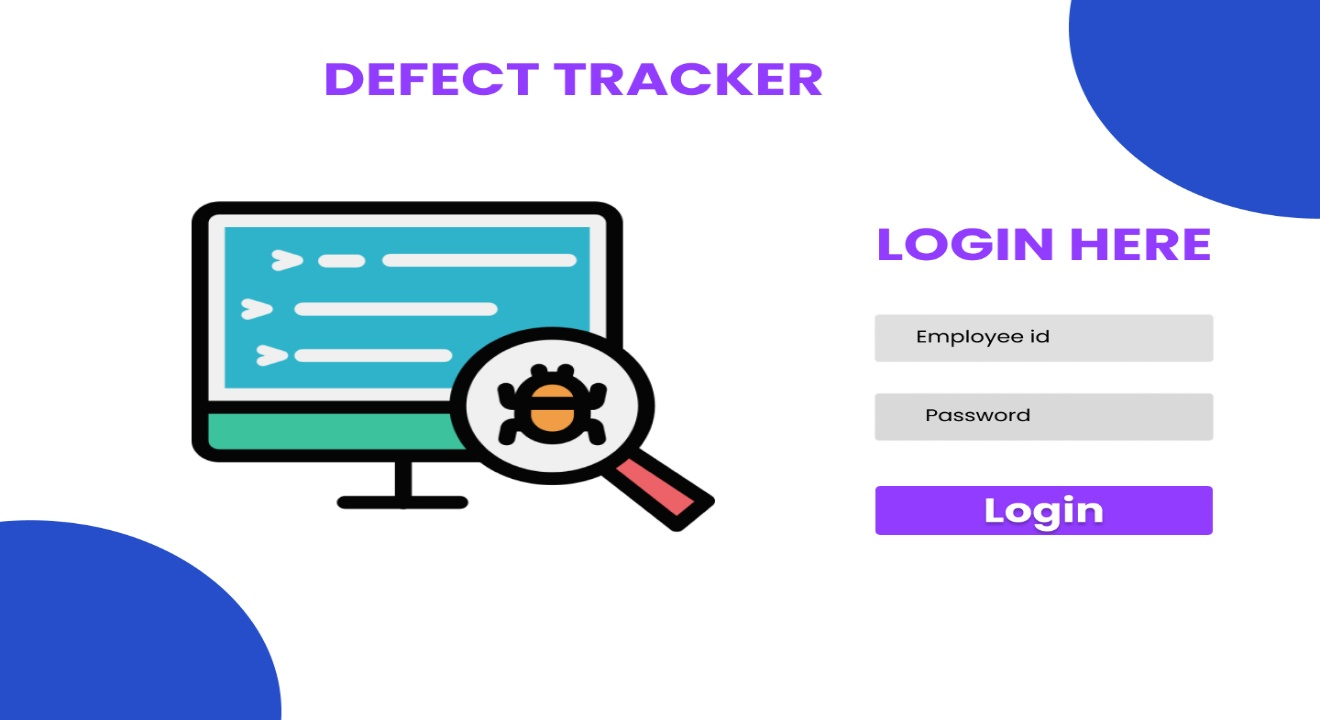 DEFECT TRACKER
LOGIN HERE
Employee id
Password
Login